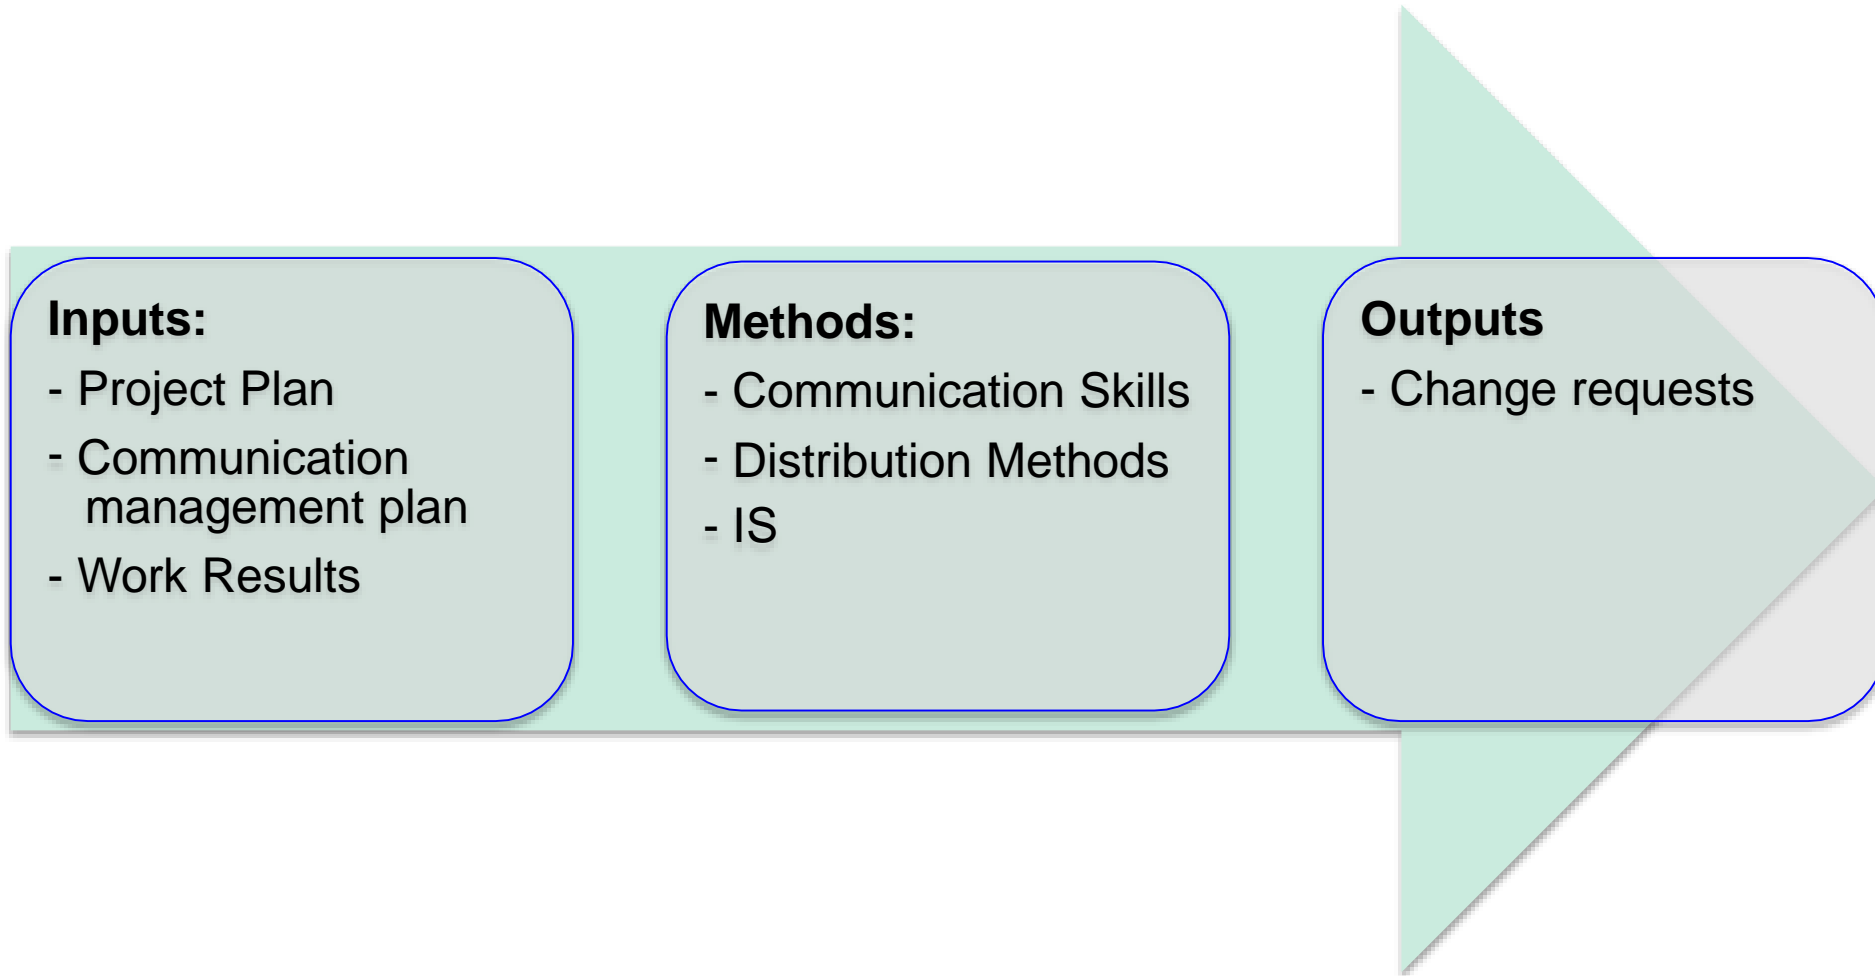 Inputs:
- Project Plan
- Communication
management plan
- Work Results
Methods:
- Communication Skills
- Distribution Methods
- IS
Outputs
- Change requests